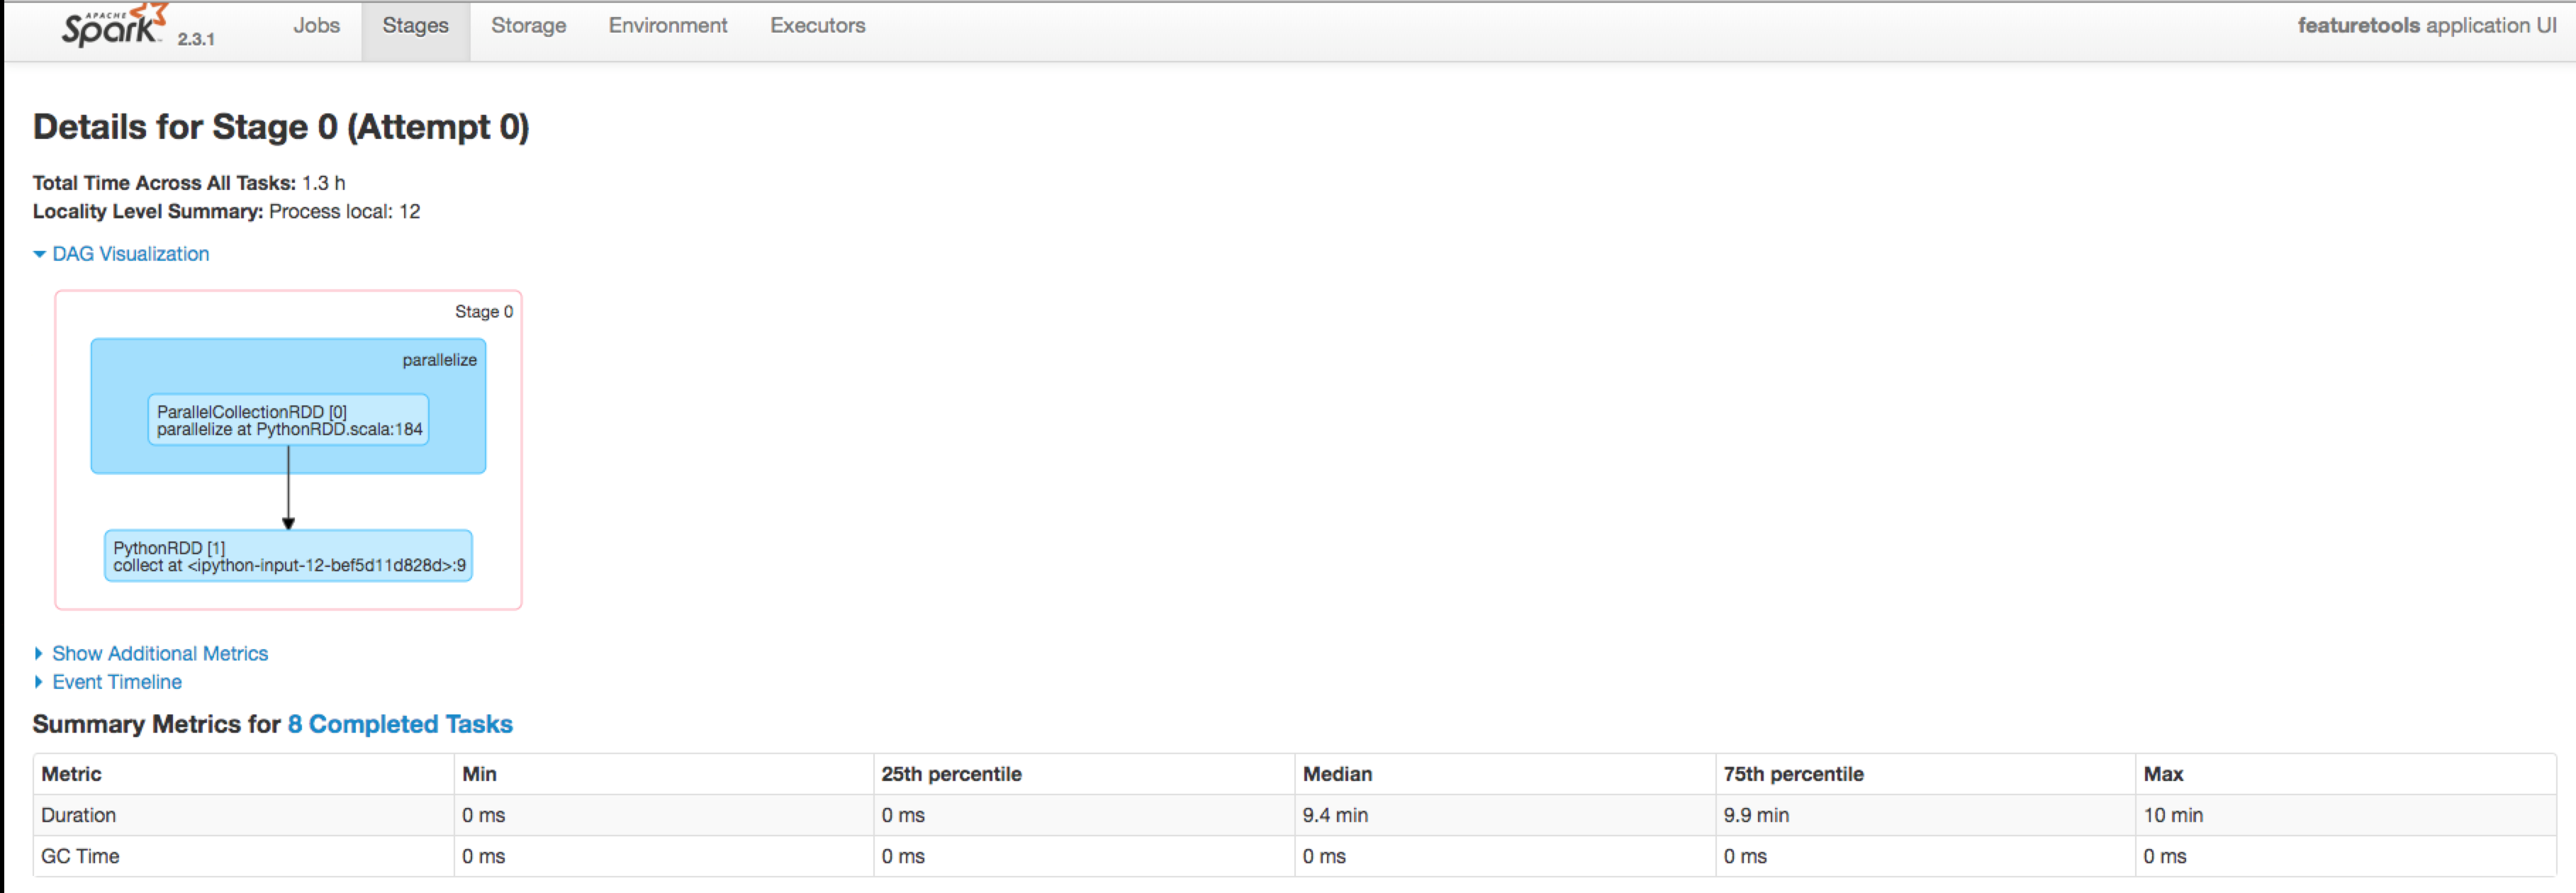 APACHE
Spark 2.3.1 Jobs Stages Storage Environment Executors featuretools application UI
Details for Stage 0 (Attempt 0)
Total Time Across All Tasks: 1.3 h
Locality Level Summary: Process local: 12
DAG Visualization
Stage 0
parallelize
ParallelCollectionRDD [0]
parallelize at PythonRDD.scala:184
PythonRDD [1]
collect at <ipython-input-12-bef5d11d828d>:9
Show Additional Metrics
Event Timeline
Summary Metrics for 8 Completed Tasks
Metric Min 25th percentile Median 75th percentile Max
Duration 0 ms 0 ms 9.4 min 9.9 min 10 min
GC Time 0 ms 0 ms 0 ms 0 ms 0 ms